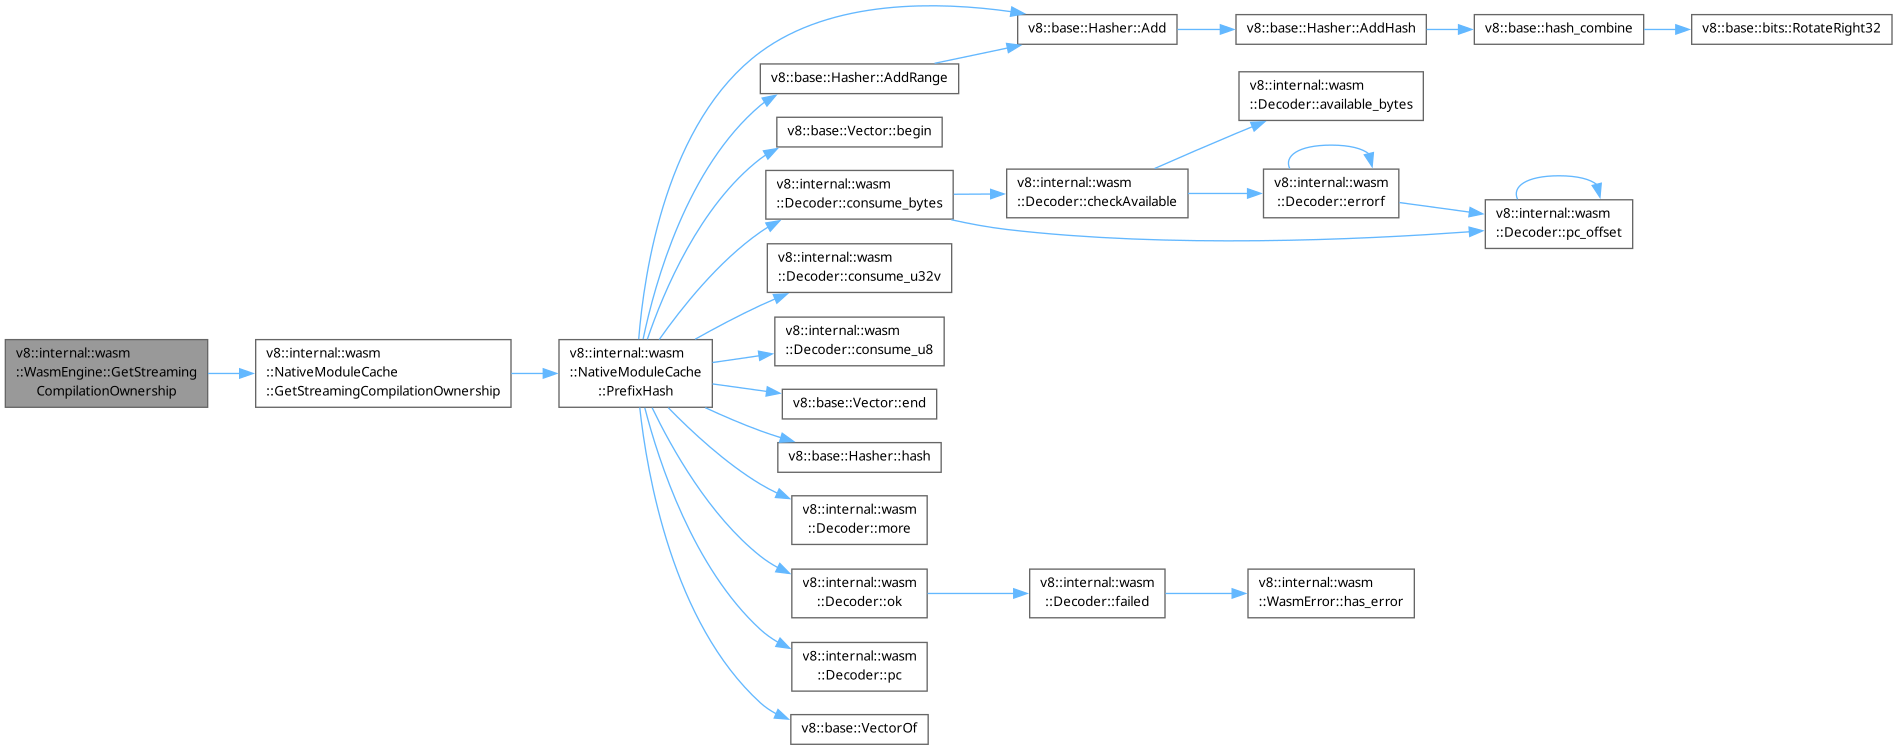 v8::internal::wasm
::WasmEngine::GetStreaming
CompilationOwnership
v8::internal::wasm
::NativeModuleCache
::GetStreamingCompilationOwnership
v8::internal::wasm
::NativeModuleCache
::PrefixHash
v8::base::Hasher::Add
v8::base::Hasher::AddHash
v8::base::hash_combine
v8::base::bits::RotateRight32
v8::base::Hasher::AddRange
v8::base::Vector::begin
v8::internal::wasm
::Decoder::consume_bytes
v8::internal::wasm
::Decoder::checkAvailable
v8::internal::wasm
::Decoder::available_bytes
v8::internal::wasm
::Decoder::errorf
v8::internal::wasm
::Decoder::pc_offset
v8::internal::wasm
::Decoder::consume_u32v
v8::internal::wasm
::Decoder::consume_u8
v8::base::Vector::end
v8::base::Hasher::hash
v8::internal::wasm
::Decoder::more
v8::internal::wasm
::Decoder::ok
v8::internal::wasm
::Decoder::failed
v8::internal::wasm
::WasmError::has_error
v8::internal::wasm
::Decoder::pc
v8::base::VectorOf